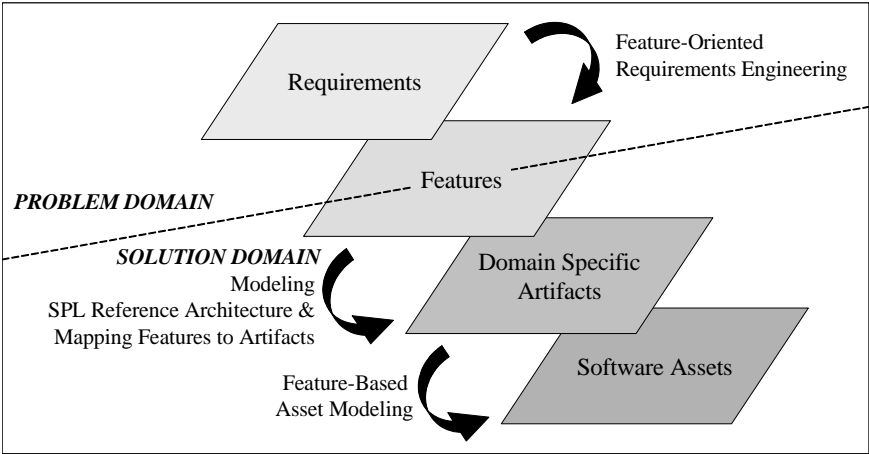 Requirements
Feature-Oriented
Requirements Engineering
Features
PROBLEM DOMAIN
SOLUTION DOMAIN
Modeling
SPL Reference Architecture &
Mapping Features to Artifacts
Domain Specific
Artifacts
Feature-Based
Asset Modeling
Software Assets